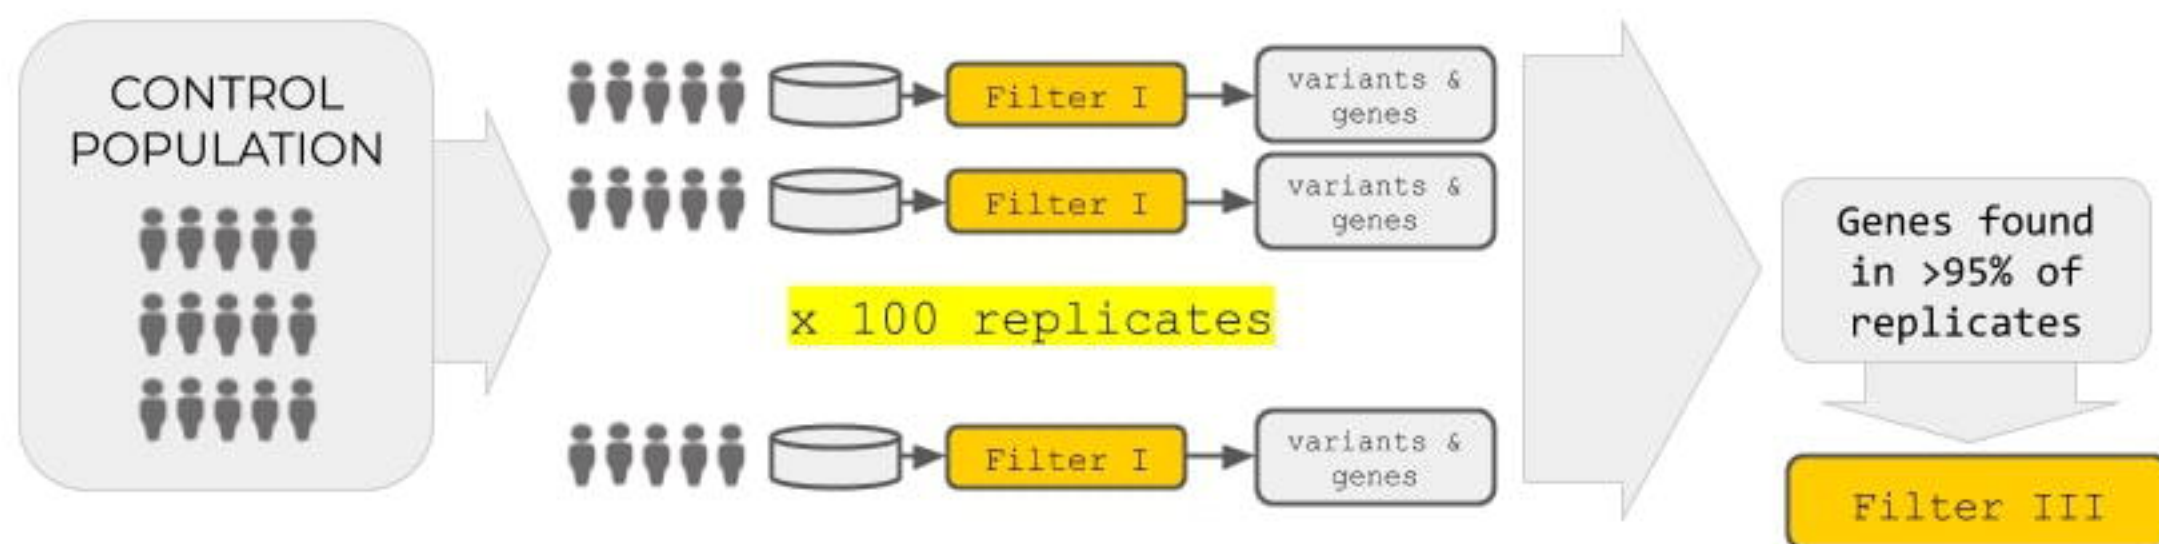 CONTROL
POPULATION
Filter I
variants &
genes
Filter I
variants &
genes
x 100 replicates
Filter I
variants &
genes
Genes found
in >95% of
replicates
Filter III